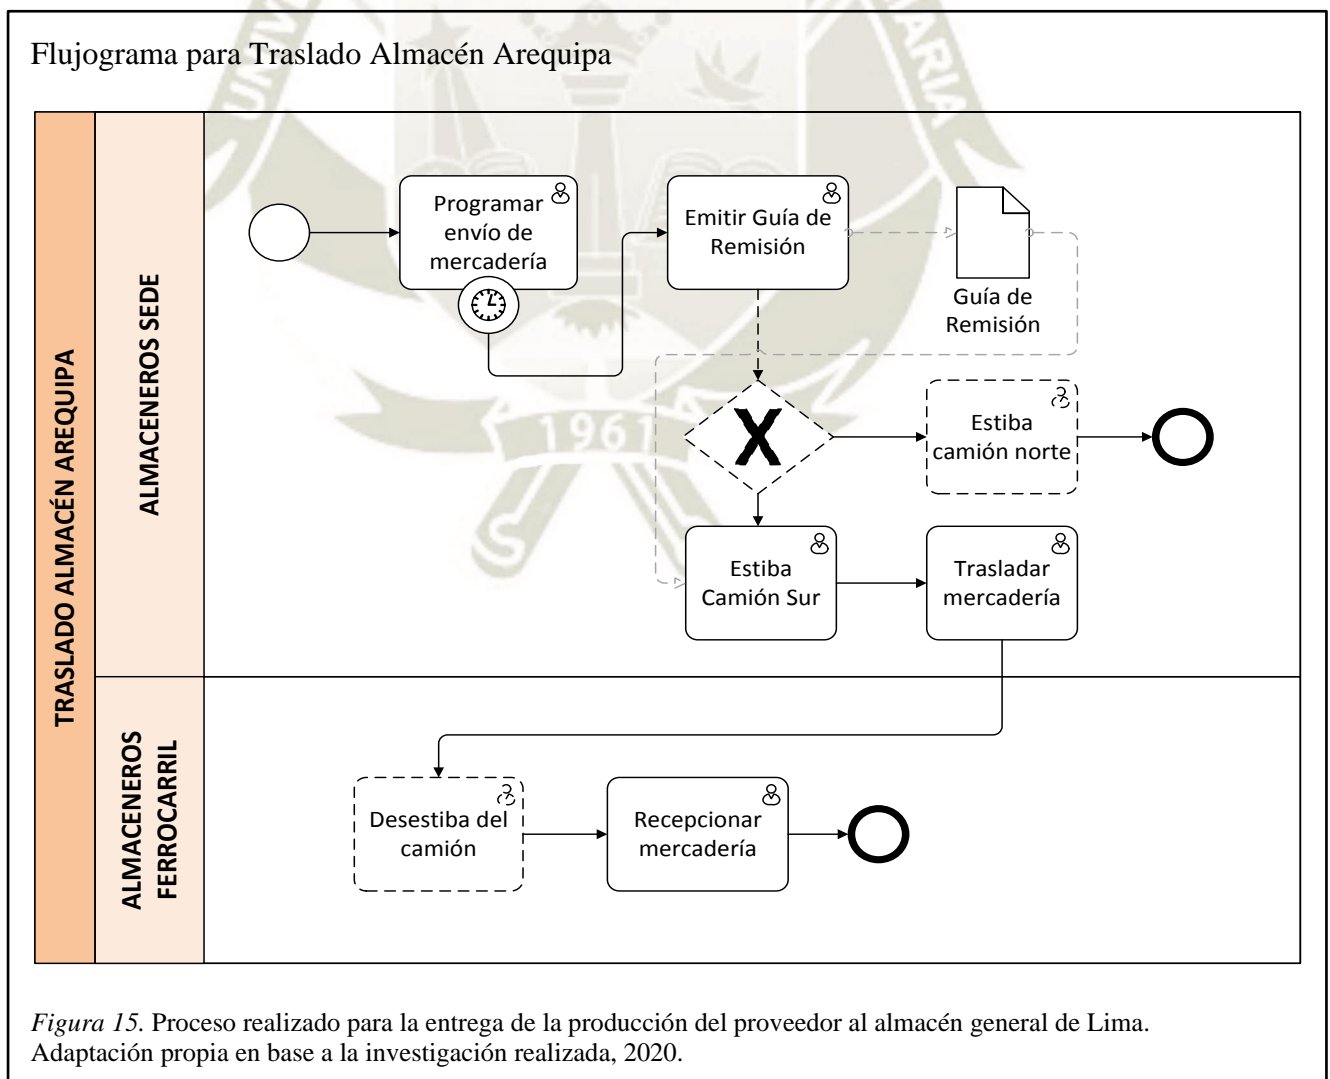 Flujograma para Traslado Almacén Arequipa
TRASLADO ALMACÉN AREQUIPA
ALMACENEROS SEDE
Programar
envío de
mercadería
Emitir Guía de
Remisión
Guía de
Remisión
X
Estiba
camión norte
Estiba
Camión Sur
Trasladar
mercadería
1961
ALMACENEROS
FERROCARRIL
Desestiba del
camión
Recepcionar
mercadería
Figura 15. Proceso realizado para la entrega de la producción del proveedor al almacén general de Lima.
Adaptación propia en base a la investigación realizada, 2020.